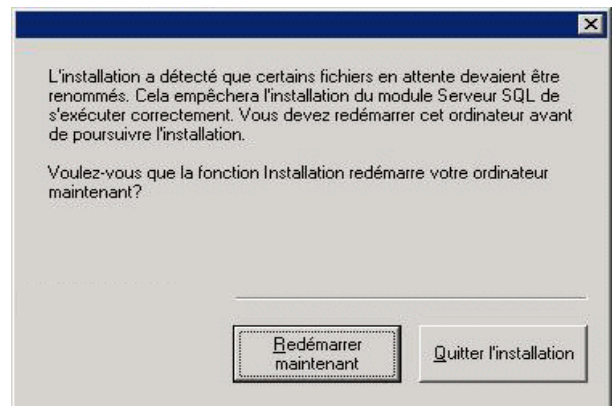 L'installation a détecté que certains fichiers en attente devaient être
renommés. Cela empêchera l'installation du module Serveur SQL de
s'exécuter correctement. Vous devez redémarrer cet ordinateur avant
de poursuivre l'installation.
Voulez-vous que la fonction Installation redémarre votre ordinateur
maintenant?
Redémarrer
maintenant
Quitter l'installation